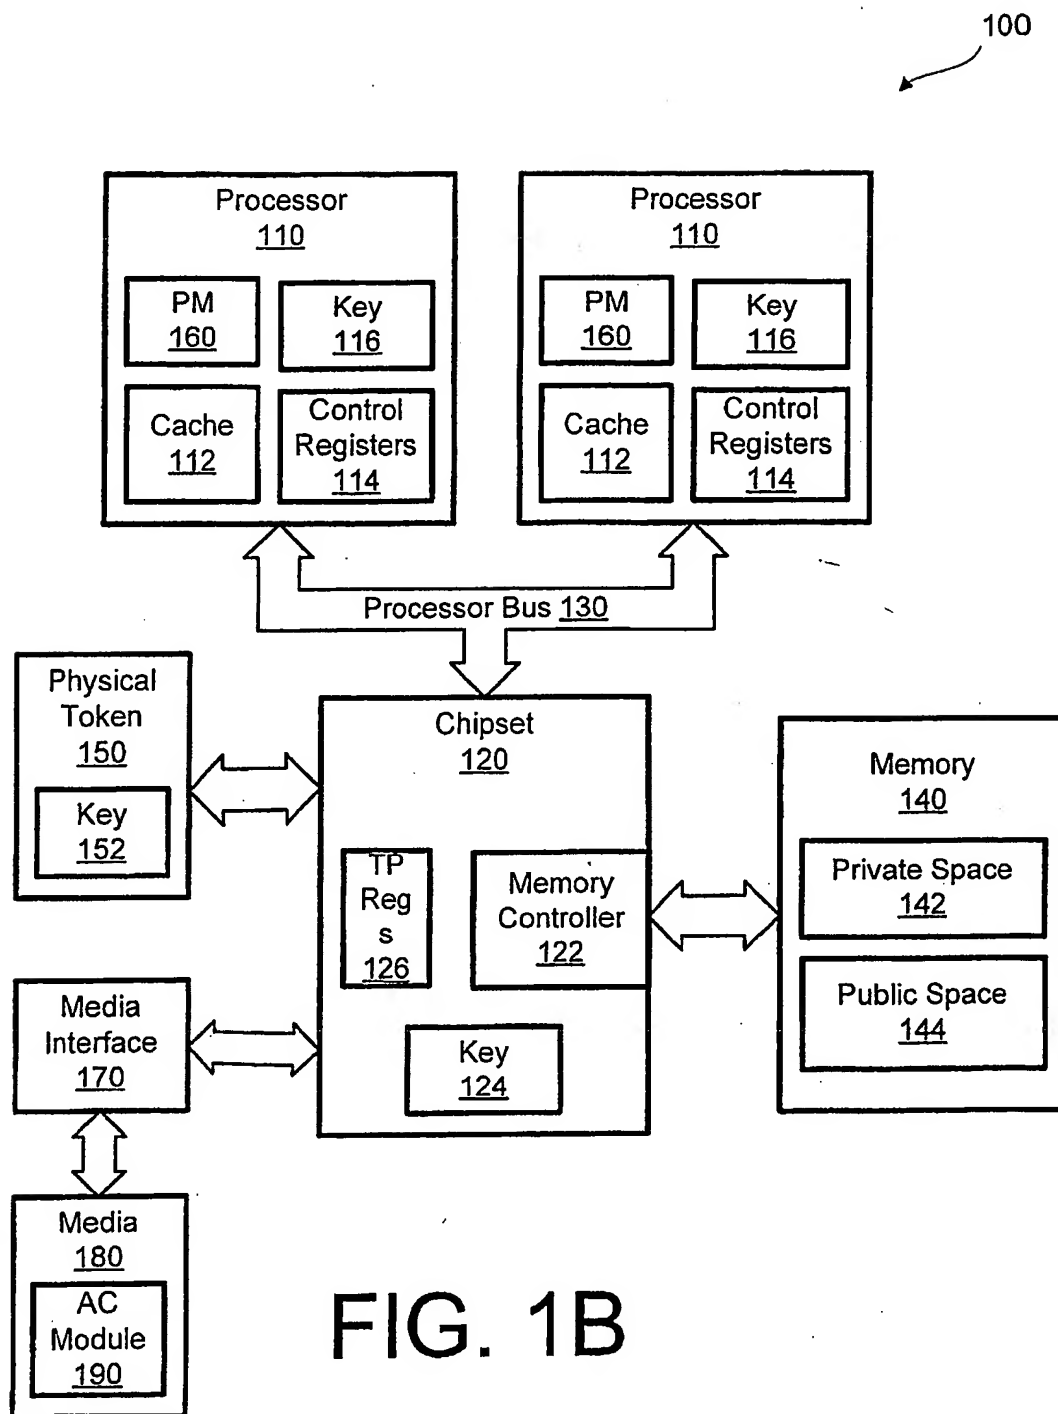 100
Processor
110
PM
160
Key
116
Cache
112
Control
Registers
114
Processor
110
PM
160
Key
116
Cache
112
Control
Registers
114
Processor Bus 130
Physical
Token
150
Key
152
Chipset
120
TP
Reg
s
126
Memory
Controller
122
Key
124
Memory
140
Private Space
142
Public Space
144
Media
Interface
170
Media
180
AC
Module
190
FIG. 1B